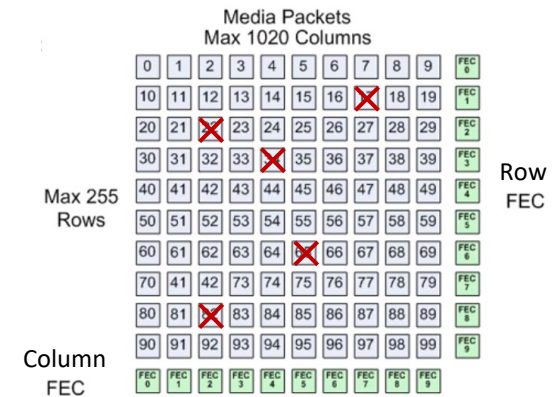 Media Packets
Max 1020 Columns
0 1 2 3 4 5 6 7 8 9 FEC 0
10 11 12 13 14 15 16 18 19 FEC 1
20 21 23 24 25 26 27 28 29 FEC 2
30 31 32 33 35 36 37 38 39 FEC 3
40 41 42 43 44 45 46 47 48 49 FEC 4
50 51 52 53 54 55 56 57 58 59 FEC 5
60 61 62 63 64 66 67 68 69 FEC 6
70 41 42 73 74 75 76 77 78 79 FEC 7
80 81 83 84 85 86 87 88 89 FEC 8
90 91 92 93 94 95 96 97 98 99 FEC 9
Max 255
Rows
Row
FEC
Column
FEC
FEC 0 FEC 1 FEC 2 FEC 3 FEC 4 FEC 5 FEC 6 FEC 7 FEC 8 FEC 9